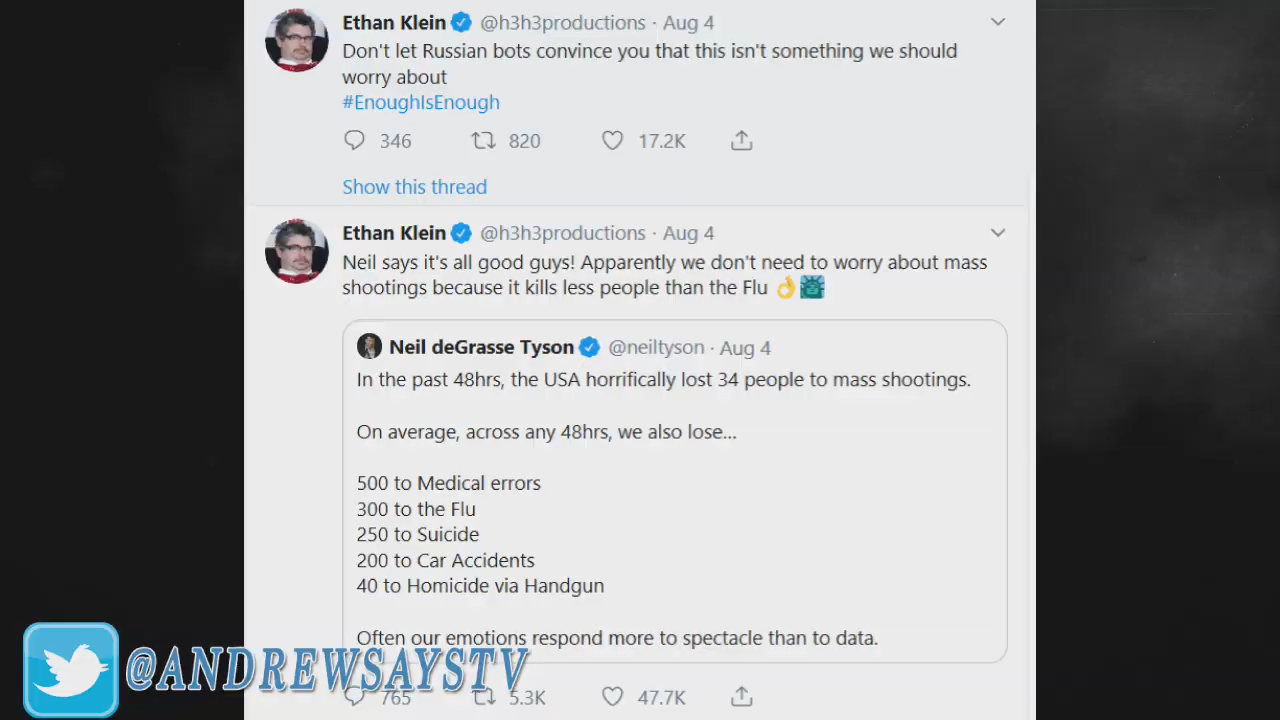 Ethan Klein @h3h3productions · Aug 4
Don't let Russian bots convince you that this isn't something we should
worry about
#EnoughIsEnough
346 820 17.2K
Show this thread
Ethan Klein @h3h3productions · Aug 4
Neil says it's all good guys! Apparently we don't need to worry about mass
shootings because it kills less people than the Flu 👌🗽
Neil deGrasse Tyson @neiltyson · Aug 4
In the past 48hrs, the USA horrifically lost 34 people to mass shootings.
On average, across any 48hrs, we also lose...
500 to Medical errors
300 to the Flu
250 to Suicide
200 to Car Accidents
40 to Homicide via Handgun
Often our emotions respond more to spectacle than to data.
@ANDREWSAYSTV
765 5.3K 47.7K